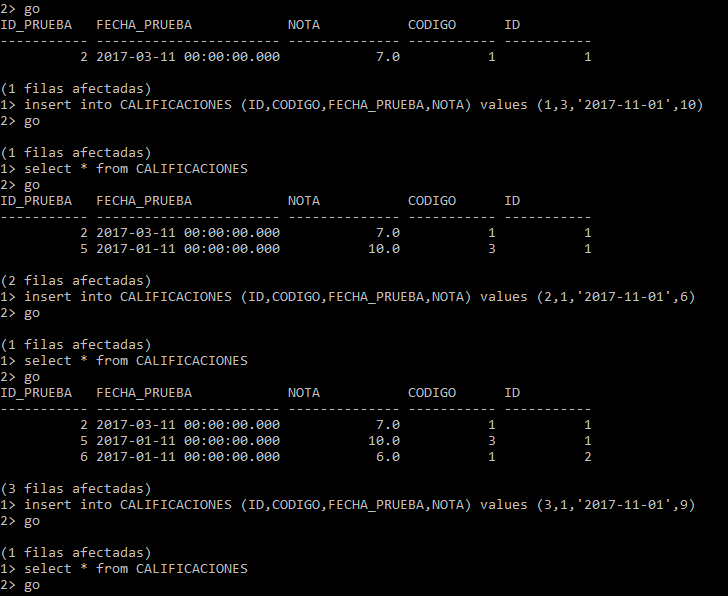 2> go
ID_PRUEBA   FECHA_PRUEBA            NOTA           CODIGO      ID
----------- ----------------------- -------------- ----------- -----------
          2 2017-03-11 00:00:00.000            7.0           1           1

(1 filas afectadas)
1> insert into CALIFICACIONES (ID,CODIGO,FECHA_PRUEBA,NOTA) values (1,3,'2017-11-01',10)
2> go

(1 filas afectadas)
1> select * from CALIFICACIONES
2> go
ID_PRUEBA   FECHA_PRUEBA            NOTA           CODIGO      ID
----------- ----------------------- -------------- ----------- -----------
          2 2017-03-11 00:00:00.000            7.0           1           1
          5 2017-01-11 00:00:00.000           10.0           3           1

(2 filas afectadas)
1> insert into CALIFICACIONES (ID,CODIGO,FECHA_PRUEBA,NOTA) values (2,1,'2017-11-01',6)
2> go

(1 filas afectadas)
1> select * from CALIFICACIONES
2> go
ID_PRUEBA   FECHA_PRUEBA            NOTA           CODIGO      ID
----------- ----------------------- -------------- ----------- -----------
          2 2017-03-11 00:00:00.000            7.0           1           1
          5 2017-01-11 00:00:00.000           10.0           3           1
          6 2017-01-11 00:00:00.000            6.0           1           2

(3 filas afectadas)
1> insert into CALIFICACIONES (ID,CODIGO,FECHA_PRUEBA,NOTA) values (3,1,'2017-11-01',9)
2> go

(1 filas afectadas)
1> select * from CALIFICACIONES
2> go